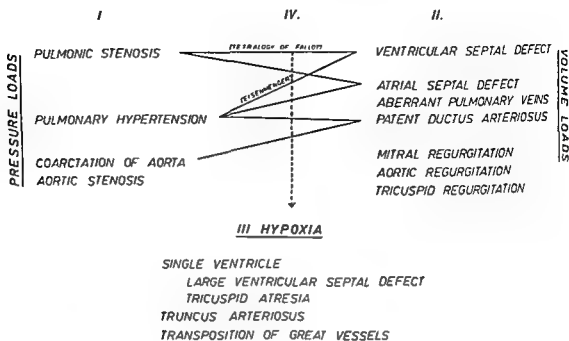 I
IV.
II.
PRESSURE LOADS
PULMONIC STENOSIS
(TETRALOGY OF FALLOT)
VENTRICULAR SEPTAL DEFECT
VOLUME LOADS
(EISENMENGER)
ATRIAL SEPTAL DEFECT
ABERRANT PULMONARY VEINS
PULMONARY HYPERTENSION
PATENT DUCTUS ARTERIOSUS
COARCTATION OF AORTA
AORTIC STENOSIS
MITRAL REGURGITATION
AORTIC REGURGITATION
TRICUSPID REGURGITATION
III HYPOXIA
SINGLE VENTRICLE
LARGE VENTRICULAR SEPTAL DEFECT
TRICUSPID ATRESIA
TRUNCUS ARTERIOSUS
TRANSPOSITION OF GREAT VESSELS